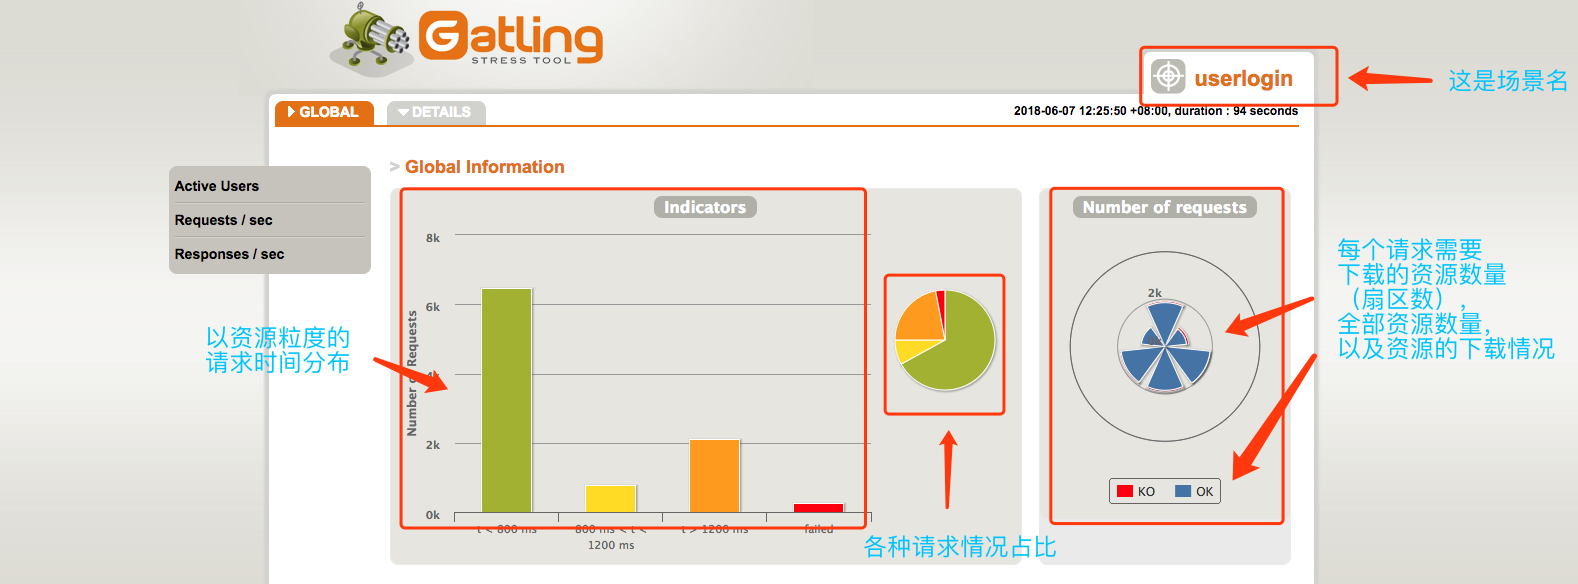 Gatling
STRESS TOOL
userlogin
这是场景名
GLOBAL
DETAILS
2018-06-07 12:25:50 +08:00, duration : 94 seconds
> Global Information
Active Users
Requests / sec
Responses / sec
Indicators
Number of Requests
8k
6k
4k
2k
0k
t < 800 ms
800 ms < t <
1200 ms
t > 1200 ms
failed
以资源粒度的
请求时间分布
各种请求情况占比
Number of requests
2k
0k
KO
OK
每个请求需要
下载的资源数量
（扇区数），
全部资源数量，
以及资源的下载情况